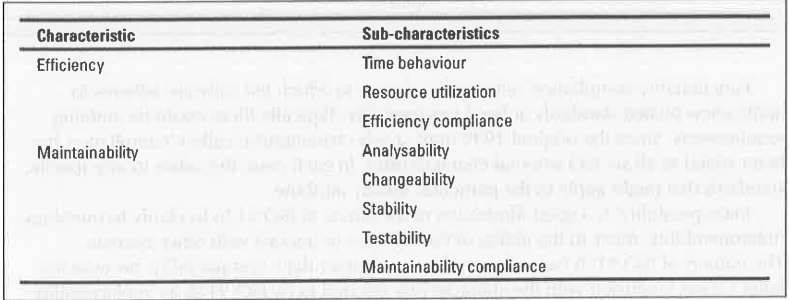 Characteristic Sub-characteristics
Efficiency Time behaviour
Resource utilization
Efficiency compliance
Maintainability Analysability
Changeability
Stability
Testability
Maintainability compliance